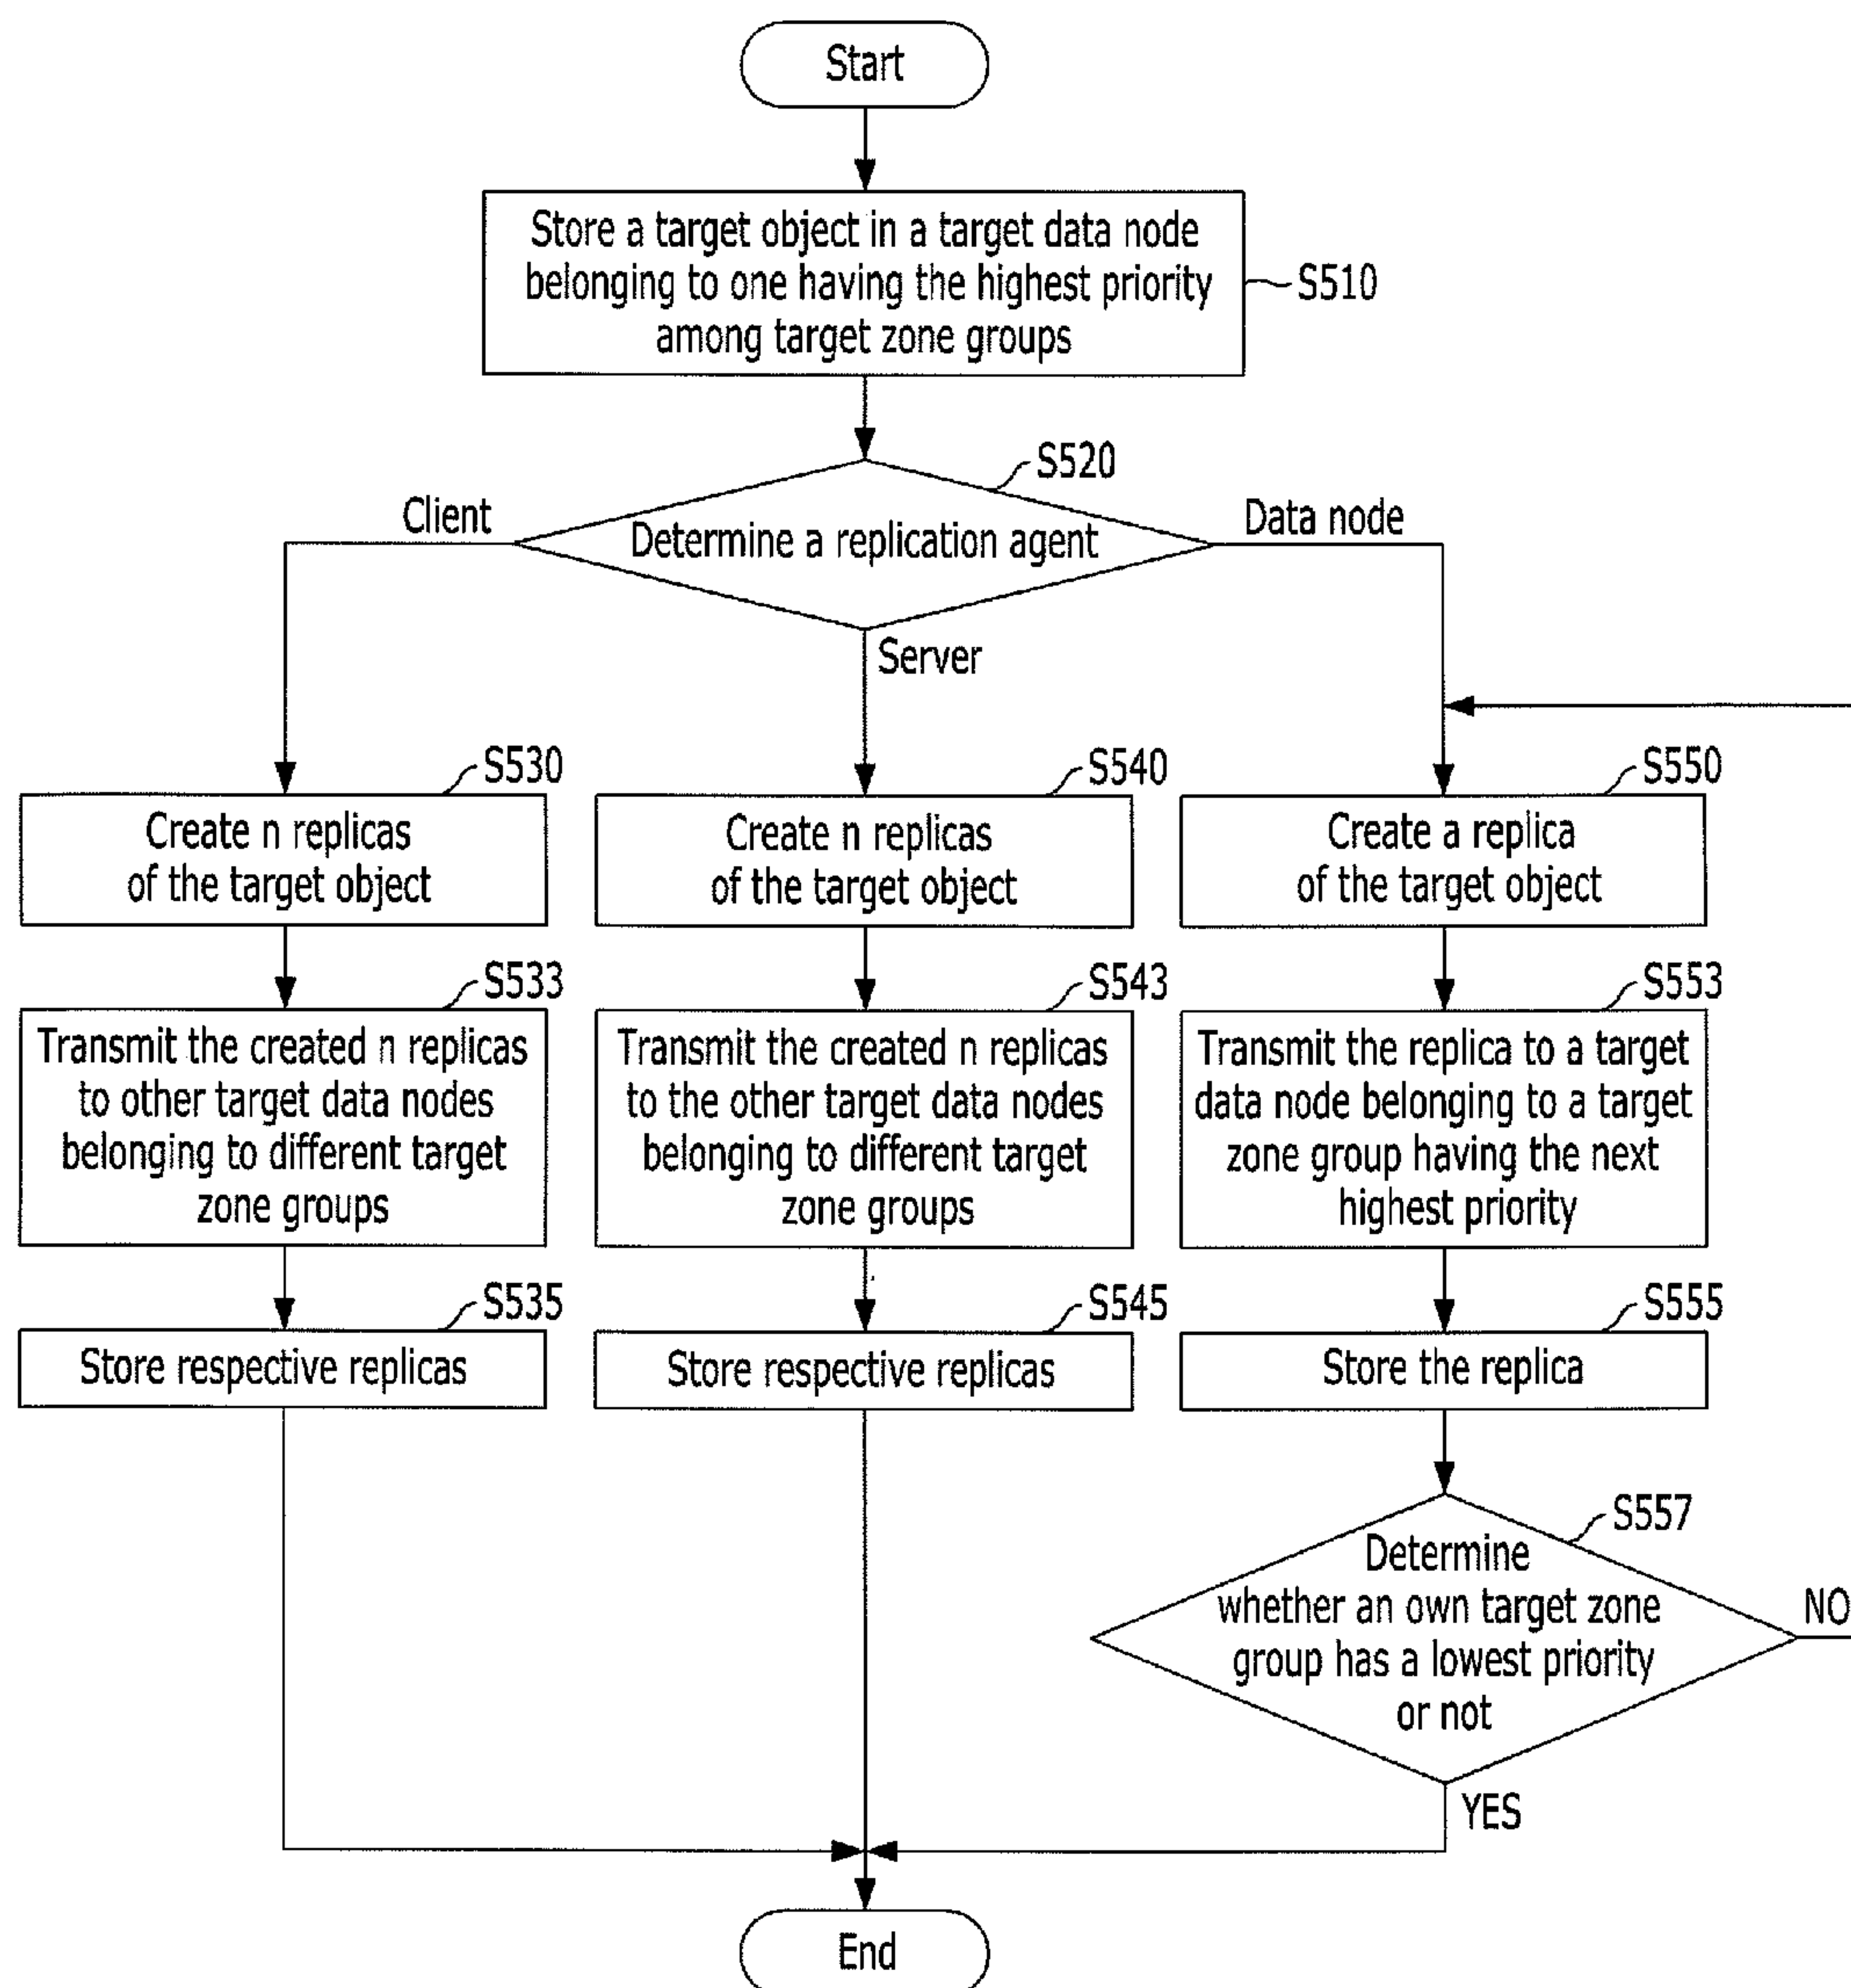 Start
Store a target object in a target data node
belonging to one having the highest priority
among target zone groups
S510
S520
Client
Determine a replication agent
Data node
Server
S530
Create n replicas
of the target object
S540
Create n replicas
of the target object
S550
Create a replica
of the target object
S533
Transmit the created n replicas
to other target data nodes
belonging to different target
zone groups
S543
Transmit the created n replicas
to the other target data nodes
belonging to different target
zone groups
S553
Transmit the replica to a target
data node belonging to a target
zone group having the next
highest priority
S535
Store respective replicas
S545
Store respective replicas
S555
Store the replica
S557
Determine
whether an own target zone
group has a lowest priority
or not
NO
YES
End